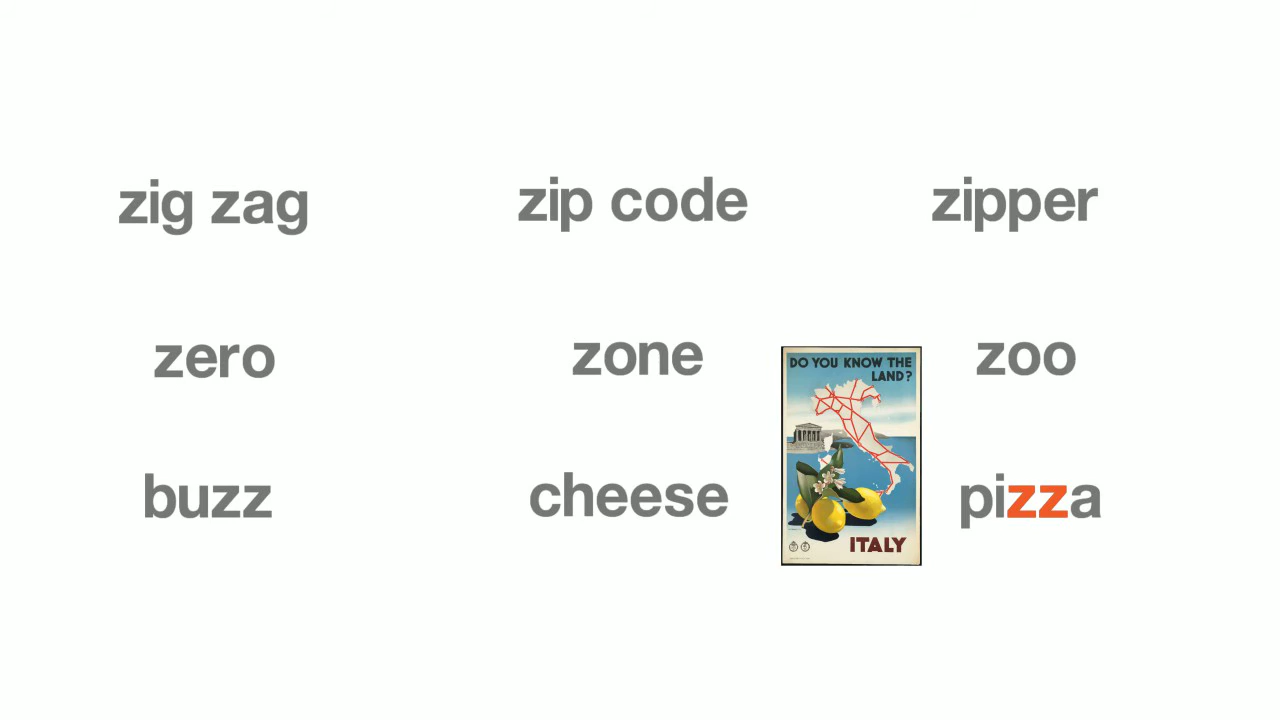 zig zag
zip code
zipper
zero
zone
zoo
DO YOU KNOW THE
LAND?
ITALY
buzz
cheese
pizza